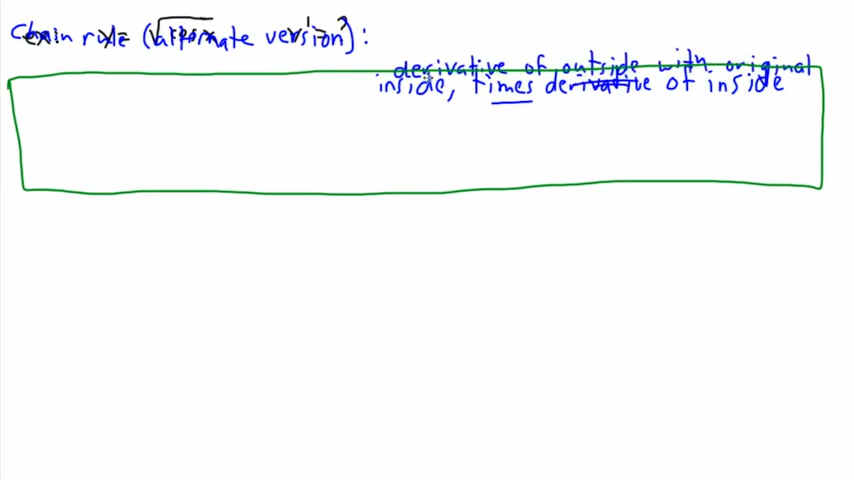 Chain rule (alternate version):
derivative of outside with original
inside, times derivative of inside